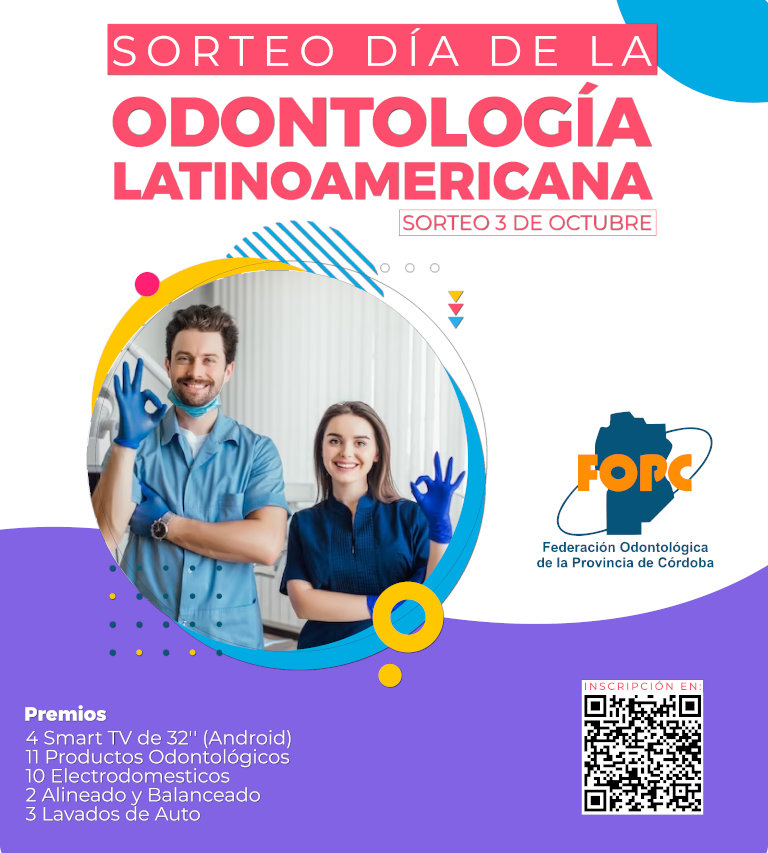 SORTEO DÍA DE LA
ODONTOLOGÍA
LATINOAMERICANA
SORTEO 3 DE OCTUBRE
FOPC
Federación Odontológica
de la Provincia de Córdoba
INSCRIPCIÓN EN:
Premios
4 Smart TV de 32'' (Android)
11 Productos Odontológicos
10 Electrodomesticos
2 Alineado y Balanceado
3 Lavados de Auto